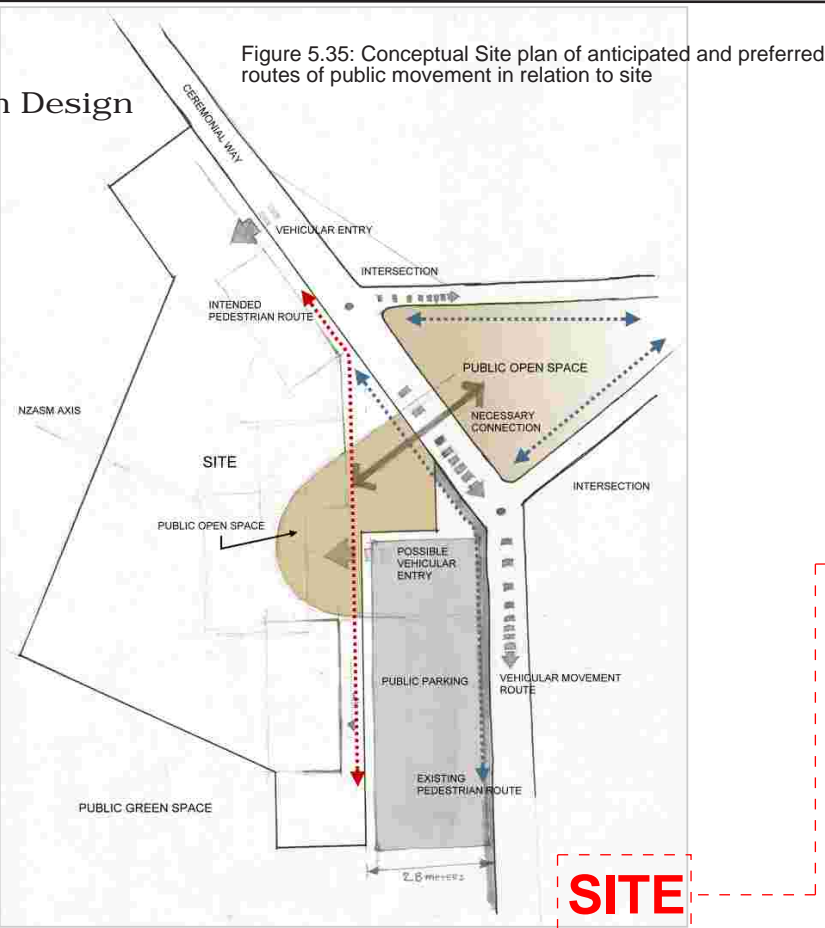 Figure 5.35: Conceptual Site plan of anticipated and preferred
routes of public movement in relation to site
n Design
CEREMONIAL WAY
VEHICULAR ENTRY
INTERSECTION
INTENDED
PEDESTRIAN ROUTE
PUBLIC OPEN SPACE
NZASM AXIS
NECESSARY
CONNECTION
SITE
INTERSECTION
PUBLIC OPEN SPACE
POSSIBLE
VEHICULAR
ENTRY
PUBLIC PARKING
VEHICULAR MOVEMENT
ROUTE
EXISTING
PEDESTRIAN ROUTE
PUBLIC GREEN SPACE
28 METERS
SITE